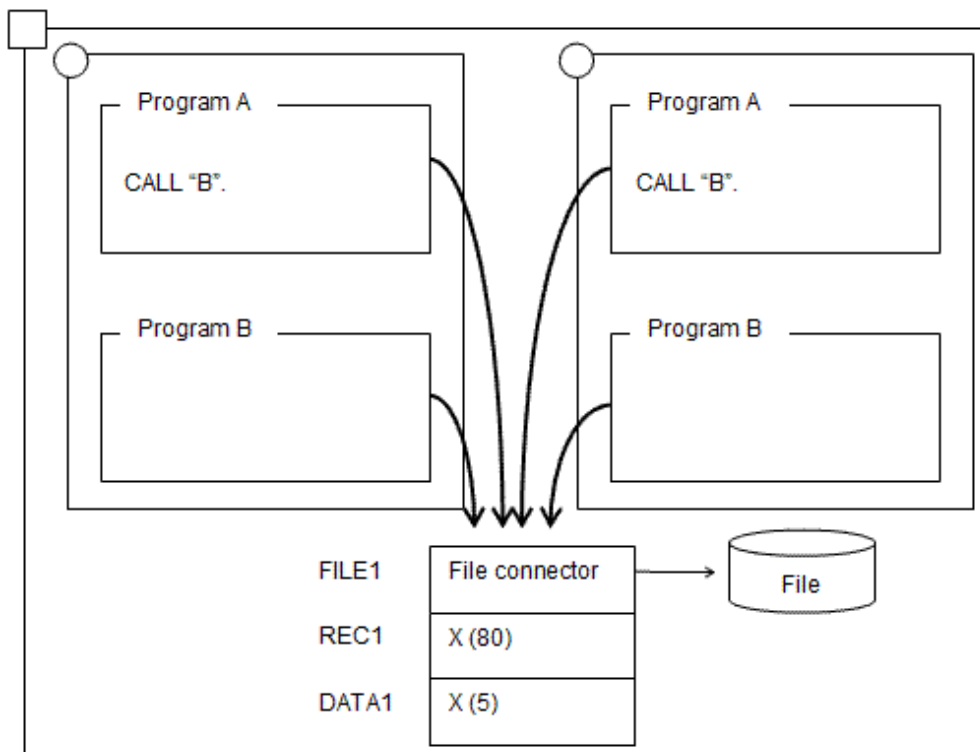 Program A
CALL “B”.
Program B
Program A
CALL “B”.
Program B
FILE1
File connector
File
REC1
X (80)
DATA1
X (5)